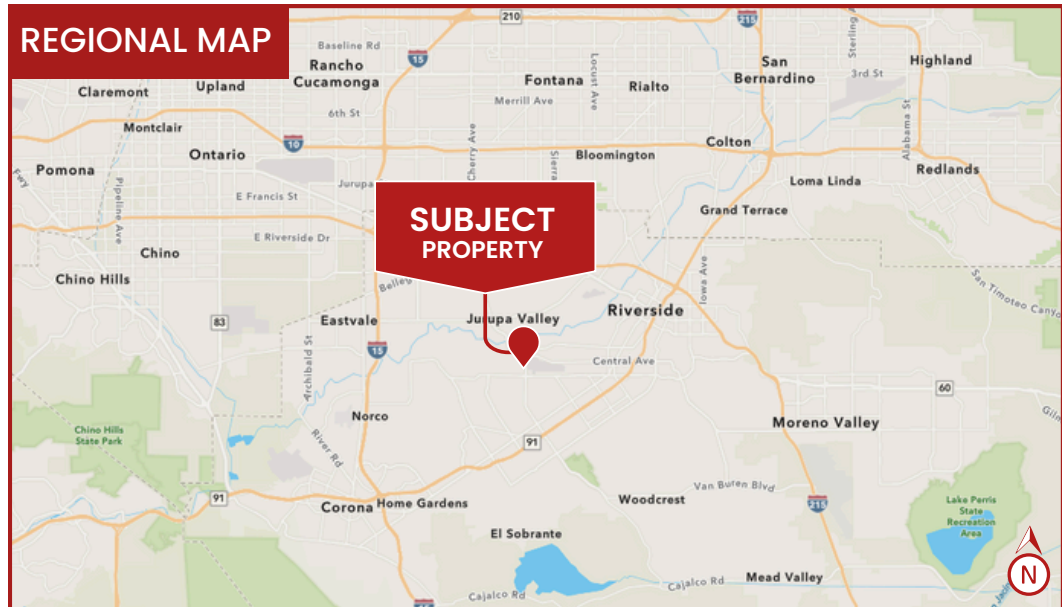 REGIONAL MAP
210
215
Baseline Rd
15
Sterling A
Highland
Rancho
Cucamonga
San
Bernardino
Claremont
Upland
Fontana
Locust Ave
Rialto
3rd St
Merrill Ave
6th St
Montclair
10
Cherry Ave
Alabama St
Ontario
Sierra
Bloomington
Colton
Pomona
Fwy
Pipeline Ave
E Francis St
Jurupa
Loma Linda
Redlands
SUBJECT
PROPERTY
Grand Terrace
E Riverside Dr
Chino
Chino Hills
Belleg
Iowa Ave
San Timoteo Canyo
Riverside
83
Eastvale
Jurupa Valley
15
Archibald St
Central Ave
60
Norco
Moreno Valley
Chino Hills
State Park
River Rd
91
91
Corona
Home Gardens
Woodcrest
Van Buren Blvd
215
Lake Perris
State
Recreation
Area
El Sobrante
N
Cajalco Rd
Cajalco Rd
Mead Valley